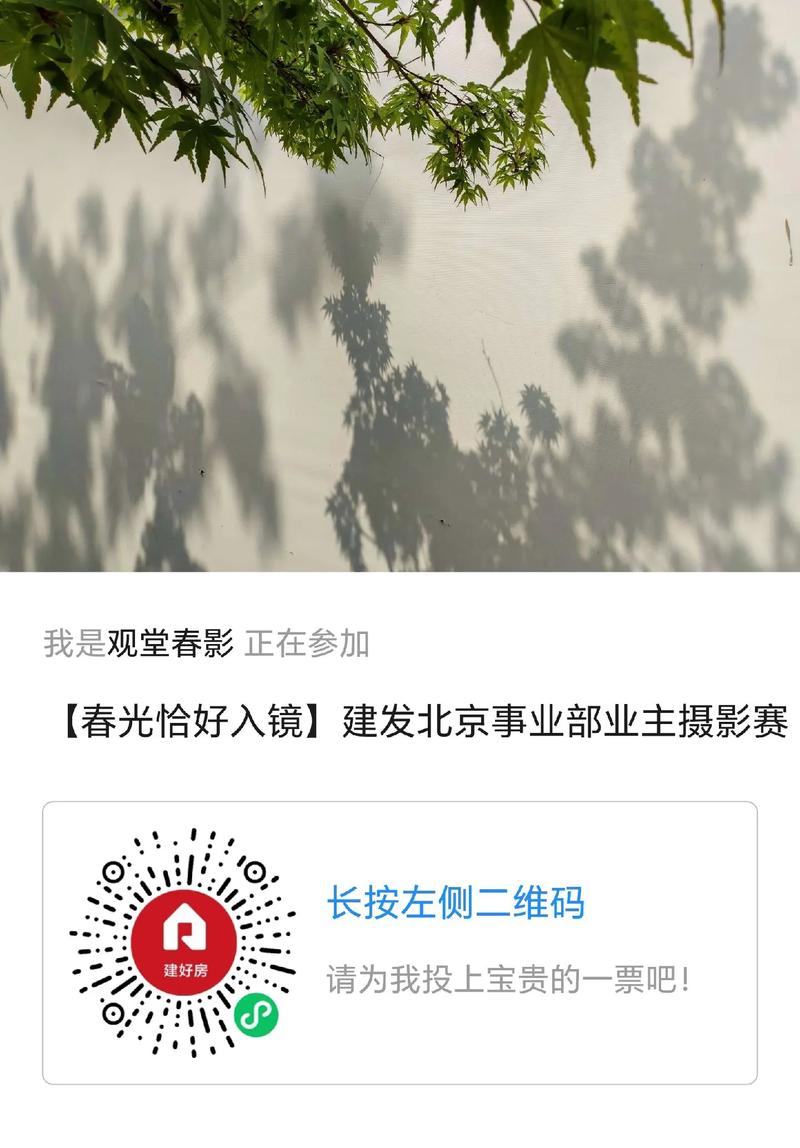 我是观堂春影 正在参加
【春光恰好入镜】建发北京事业部业主摄影赛
长按左侧二维码
建好房
请为我投上宝贵的一票吧！